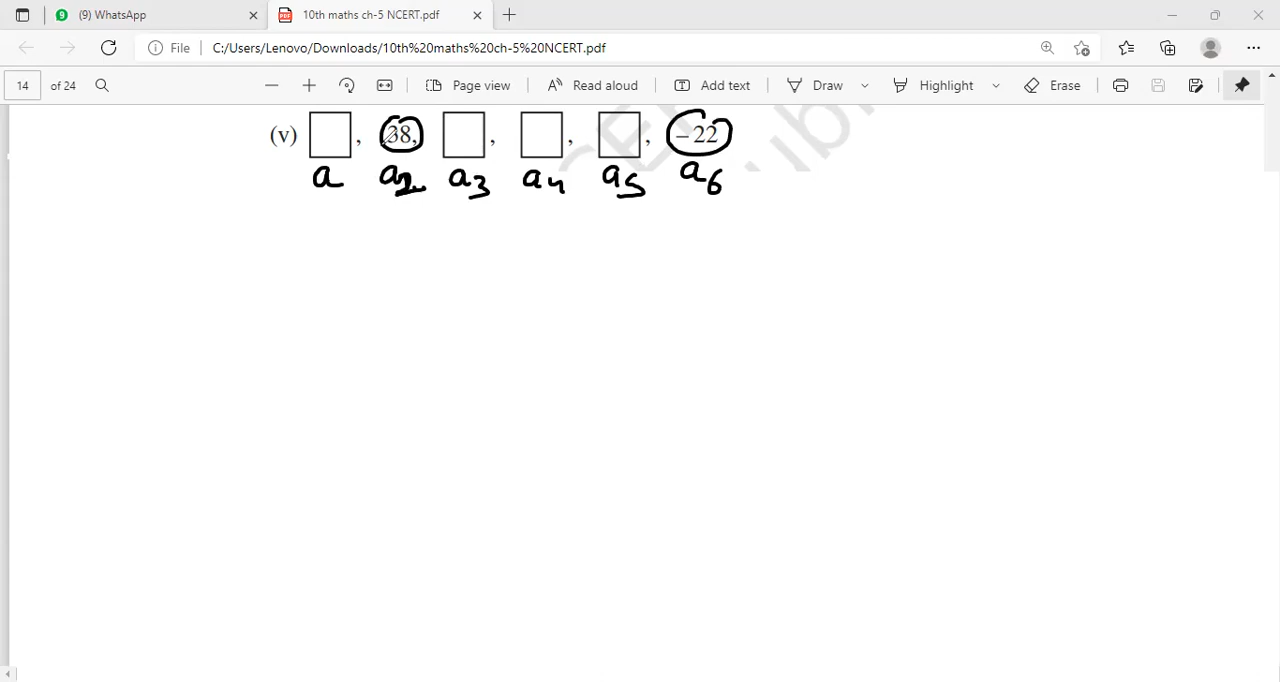 (9) WhatsApp
10th maths ch-5 NCERT.pdf
File
C:/Users/Lenovo/Downloads/10th%20maths%20ch-5%20NCERT.pdf
14 of 24
Page view
Read aloud
Add text
Draw
Highlight
Erase
(v) , 38, , , , –22
a a2 a3 a4 a5 a6